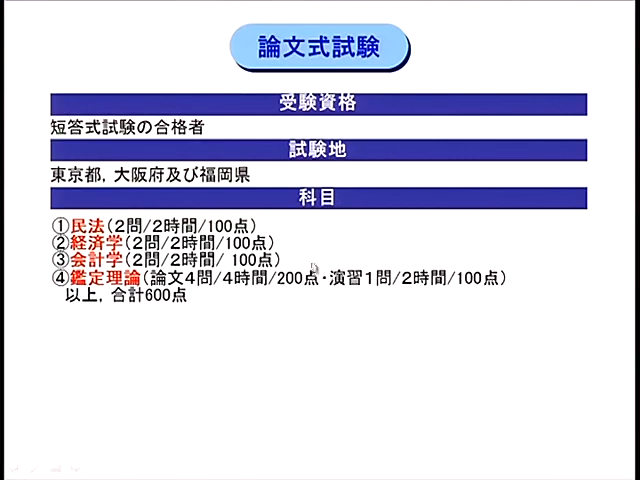 論文式試験
受験資格
短答式試験の合格者
試験地
東京都，大阪府及び福岡県
科目
①民法(２問/２時間/100点)
②経済学(２問/２時間/100点)
③会計学(２問/２時間/ 100点)
④鑑定理論(論文４問/４時間/200点・演習１問/２時間/100点)
以上，合計600点